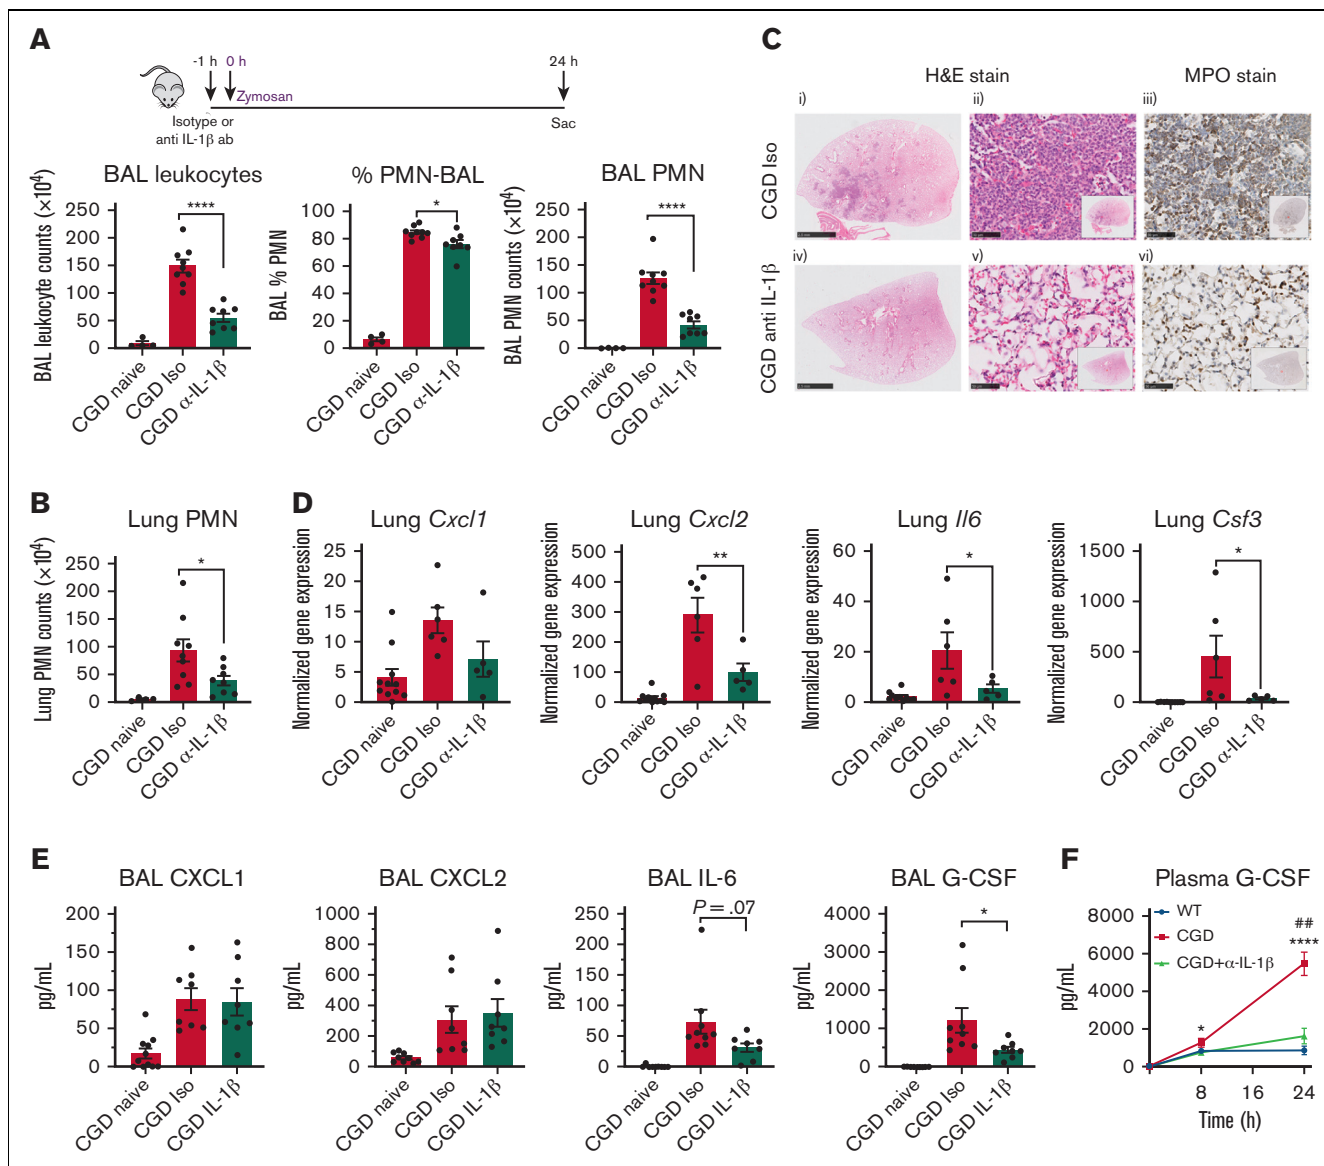 A
-1 h
0 h
24 h
Zymosan
Isotype or
anti IL-1β ab
Sac
BAL leukocytes
BAL leukocyte counts (×10⁴)
250
200
150
100
50
0
****
CGD naive
CGD Iso
CGD α-IL-1β
% PMN-BAL
BAL % PMN
100
80
60
40
20
0
*
CGD naive
CGD Iso
CGD α-IL-1β
BAL PMN
BAL PMN counts (×10⁴)
250
200
150
100
50
0
****
CGD naive
CGD Iso
CGD α-IL-1β
C
H&E stain
MPO stain
i)
ii)
iii)
CGD Iso
iv)
v)
vi)
CGD anti IL-1β
B
Lung PMN
Lung PMN counts (×10⁴)
250
200
150
100
50
0
*
CGD naive
CGD Iso
CGD α-IL-1β
D
Lung Cxcl1
Normalized gene expression
25
20
15
10
5
0
CGD naive
CGD Iso
CGD α-IL-1β
Lung Cxcl2
Normalized gene expression
500
400
300
200
100
0
**
CGD naive
CGD Iso
CGD α-IL-1β
Lung Il6
Normalized gene expression
60
40
20
0
*
CGD naive
CGD Iso
CGD α-IL-1β
Lung Csf3
Normalized gene expression
1500
1000
500
0
*
CGD naive
CGD Iso
CGD α-IL-1β
E
BAL CXCL1
pg/mL
200
150
100
50
0
CGD naive
CGD Iso
CGD IL-1β
BAL CXCL2
pg/mL
1000
800
600
400
200
0
CGD naive
CGD Iso
CGD IL-1β
BAL IL-6
pg/mL
250
200
150
100
50
0
P = .07
CGD naive
CGD Iso
CGD IL-1β
BAL G-CSF
pg/mL
4000
3000
2000
1000
0
*
CGD naive
CGD Iso
CGD IL-1β
F
Plasma G-CSF
pg/mL
8000
6000
4000
2000
0
WT
CGD
CGD+α-IL-1β
*
##
****
8
16
24
Time (h)